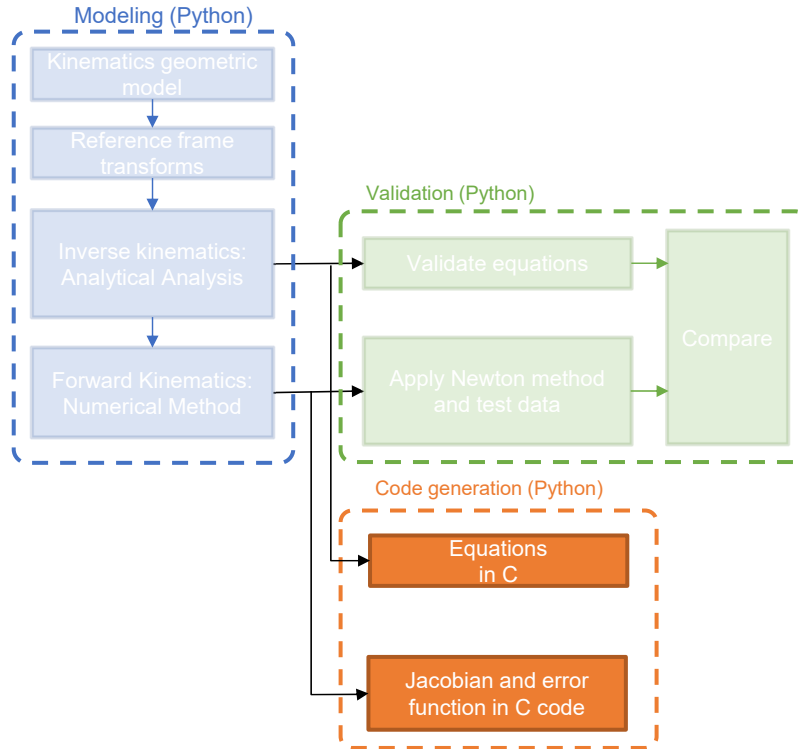 Modeling (Python)
Kinematics geometric
model
Reference frame
transforms
Inverse kinematics:
Analytical Analysis
Forward Kinematics:
Numerical Method
Validation (Python)
Validate equations
Apply Newton method
and test data
Compare
Code generation (Python)
Equations
in C
Jacobian and error
function in C code